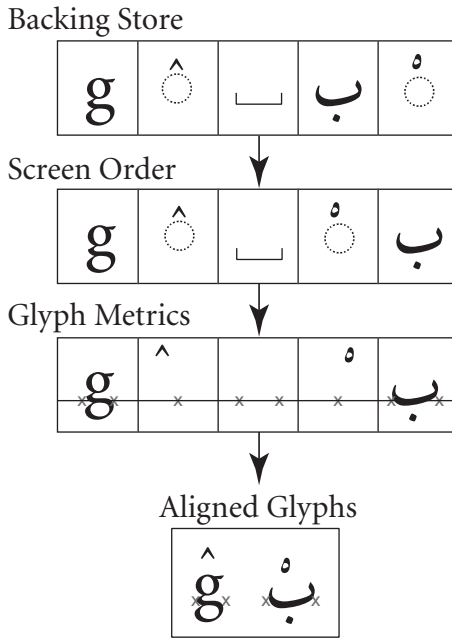 Backing Store
g ◌̂ ␣ ب ◌ْ
Screen Order
g ◌̂ ␣ ◌ْ ب
Glyph Metrics
g ̂ ْ ب
x x x x x x x x
Aligned Glyphs
ĝ بْ
x x x x